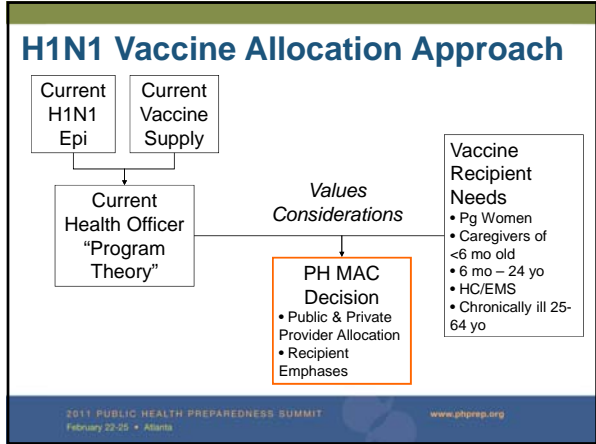 H1N1 Vaccine Allocation Approach
Current
H1N1
Epi
Current
Vaccine
Supply
Current
Health Officer
“Program
Theory”
Values
Considerations
PH MAC
Decision
• Public & Private
Provider Allocation
• Recipient
Emphases
Vaccine
Recipient
Needs
• Pg Women
• Caregivers of
<6 mo old
• 6 mo – 24 yo
• HC/EMS
• Chronically ill 25-
64 yo
2011 PUBLIC HEALTH PREPAREDNESS SUMMIT
February 22-25 • Atlanta
www.phprep.org